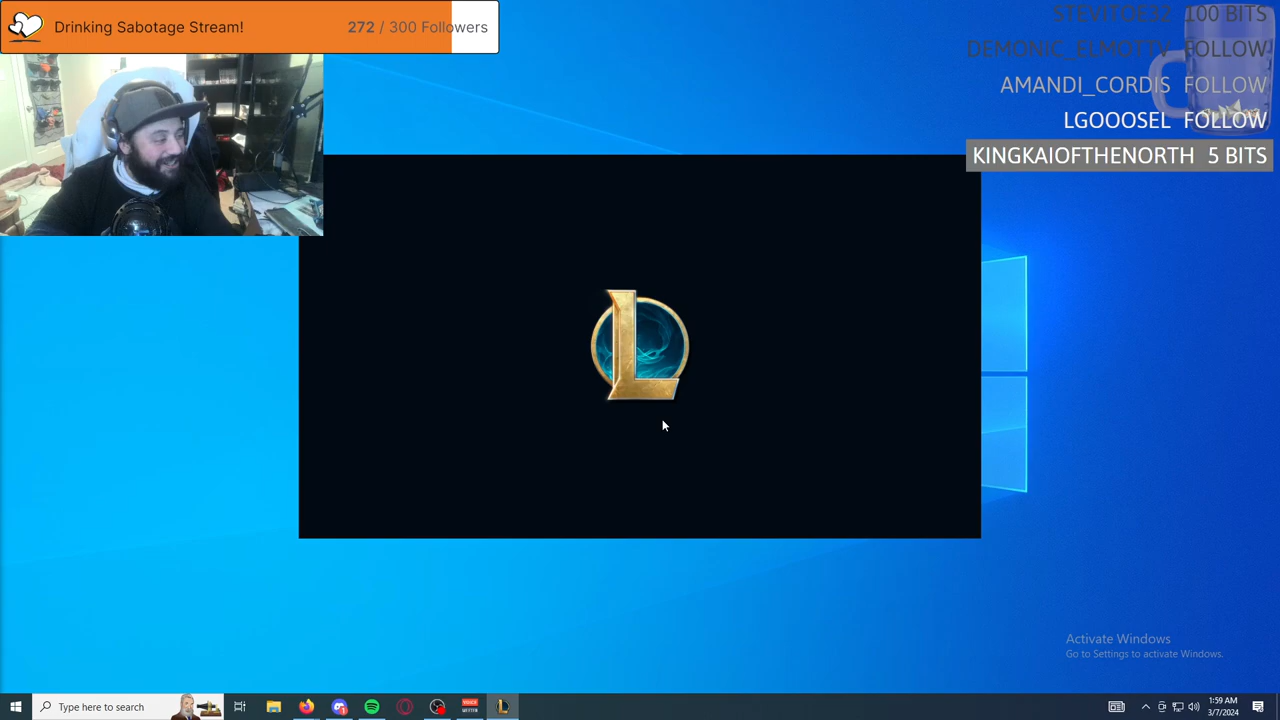 Drinking Sabotage Stream! 272 / 300 Followers
STEVITOE32 100 BITS
DEMONIC_ELMOTTV FOLLOW
AMANDI_CORDIS FOLLOW
LGOOOSEL FOLLOW
KINGKAIOFTHENORTH 5 BITS
L
Activate Windows
Go to Settings to activate Windows.
Type here to search
1:59 AM
3/7/2024